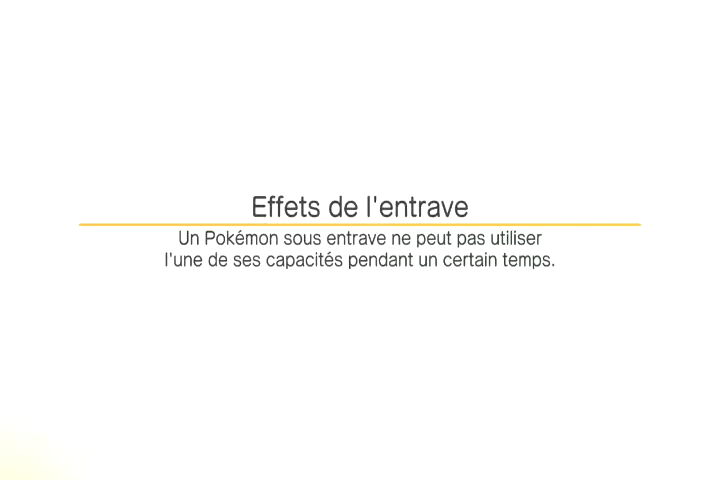 Effets de l'entrave
Un Pokémon sous entrave ne peut pas utiliser
l'une de ses capacités pendant un certain temps.